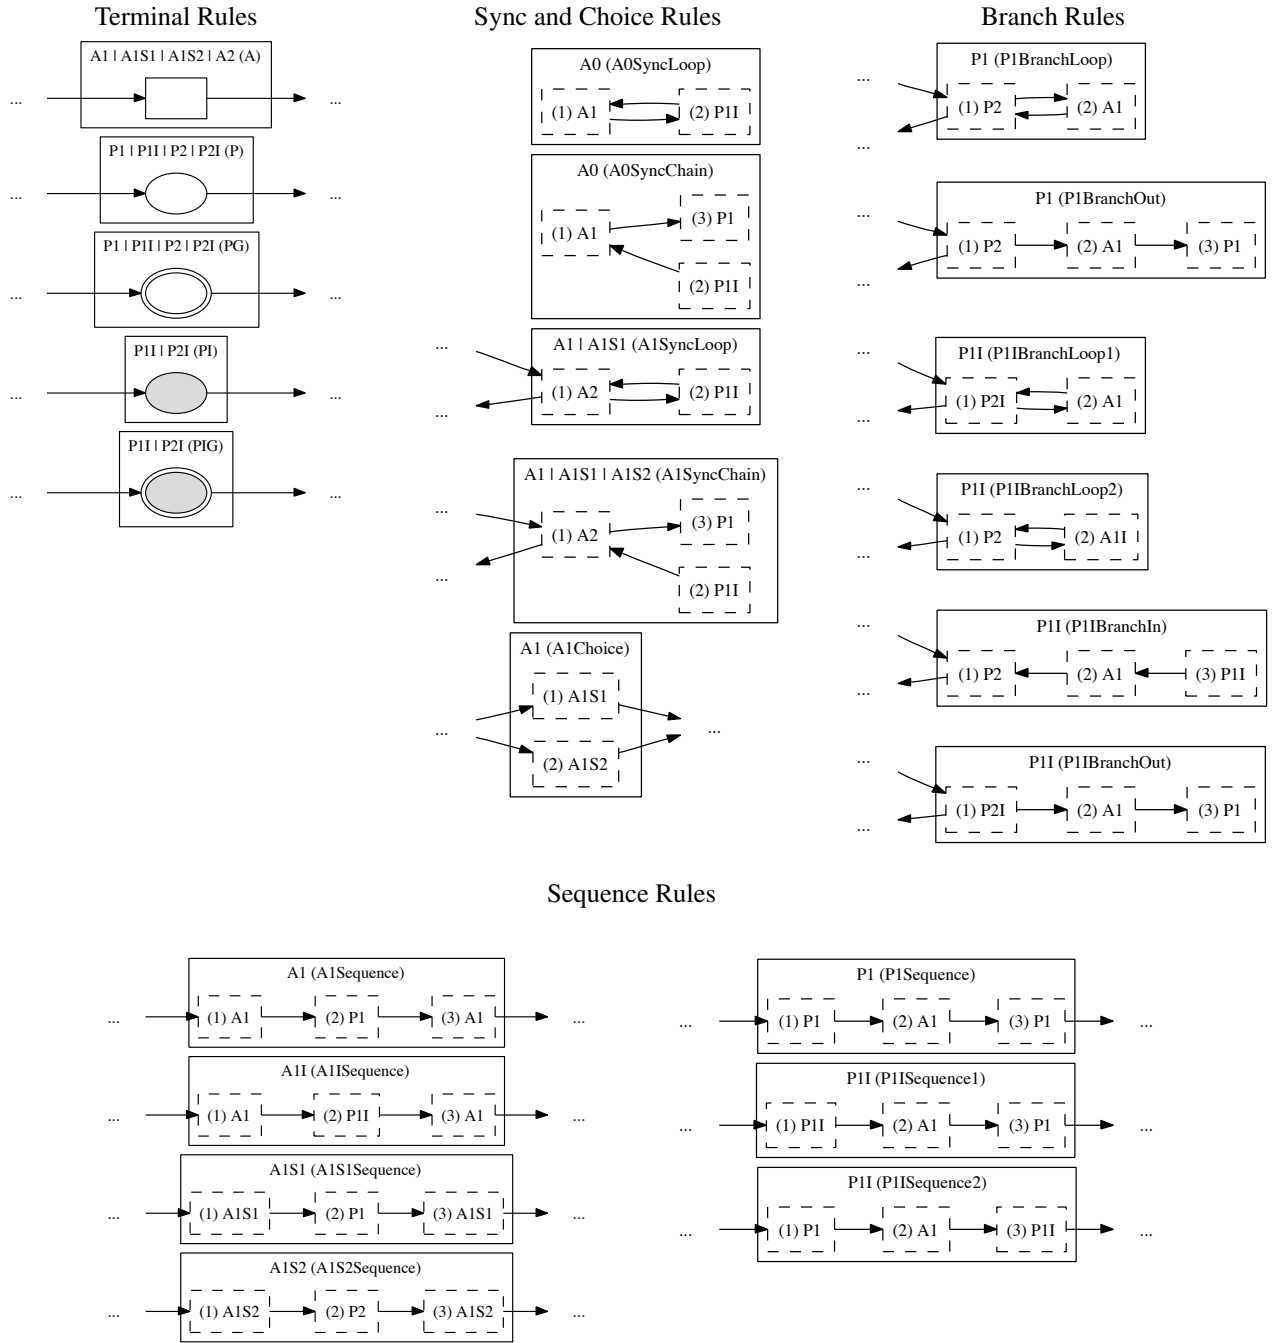 Terminal Rules
A1 | A1S1 | A1S2 | A2 (A)
...
...
P1 | P1I | P2 | P2I (P)
...
...
P1 | P1I | P2 | P2I (PG)
...
...
P1I | P2I (PI)
...
...
P1I | P2I (PIG)
...
...
Sync and Choice Rules
A0 (A0SyncLoop)
(1) A1
(2) P1I
A0 (A0SyncChain)
(3) P1
(1) A1
(2) P1I
A1 | A1S1 (A1SyncLoop)
...
(1) A2
(2) P1I
...
A1 | A1S1 | A1S2 (A1SyncChain)
...
(3) P1
(1) A2
...
(2) P1I
A1 (A1Choice)
(1) A1S1
...
...
(2) A1S2
Branch Rules
P1 (P1BranchLoop)
...
(1) P2
(2) A1
...
P1 (P1BranchOut)
...
(1) P2
(2) A1
(3) P1
...
P1I (P1IBranchLoop1)
...
(1) P2I
(2) A1
...
P1I (P1IBranchLoop2)
...
(1) P2
(2) A1I
...
P1I (P1IBranchIn)
...
(1) P2
(2) A1
(3) P1I
...
P1I (P1IBranchOut)
...
(1) P2I
(2) A1
(3) P1
...
Sequence Rules
A1 (A1Sequence)
...
(1) A1
(2) P1
(3) A1
...
A1I (A1ISequence)
...
(1) A1
(2) P1I
(3) A1
...
A1S1 (A1S1Sequence)
...
(1) A1S1
(2) P1
(3) A1S1
...
A1S2 (A1S2Sequence)
...
(1) A1S2
(2) P2
(3) A1S2
...
P1 (P1Sequence)
...
(1) P1
(2) A1
(3) P1
...
P1I (P1ISequence1)
...
(1) P1I
(2) A1
(3) P1
...
P1I (P1ISequence2)
...
(1) P1
(2) A1
(3) P1I
...